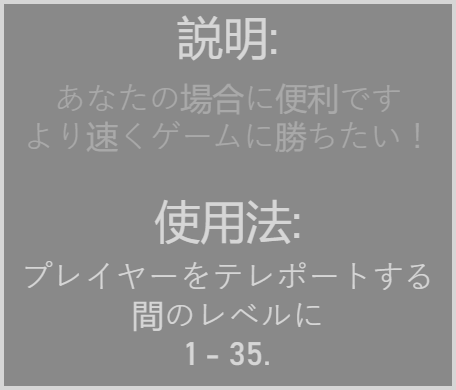 説明:
あなたの場合に便利です
より速くゲームに勝ちたい！
使用法:
プレイヤーをテレポートする
間のレベルに
1 - 35.